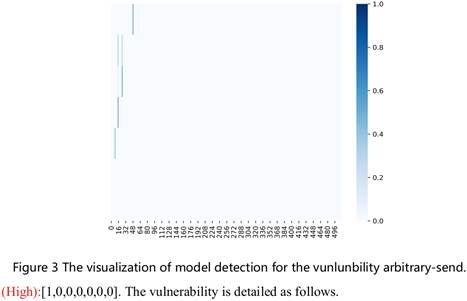 1.0
0.8
0.6
0.4
0.2
0.0
0 16 32 48 64 80 96 112 128 144 160 176 192 208 224 240 256 272 288 304 320 336 352 368 384 400 416 432 448 464 480 496
Figure 3 The visualization of model detection for the vunlunbility arbitrary-send.
(High):[1,0,0,0,0,0,0]. The vulnerability is detailed as follows.